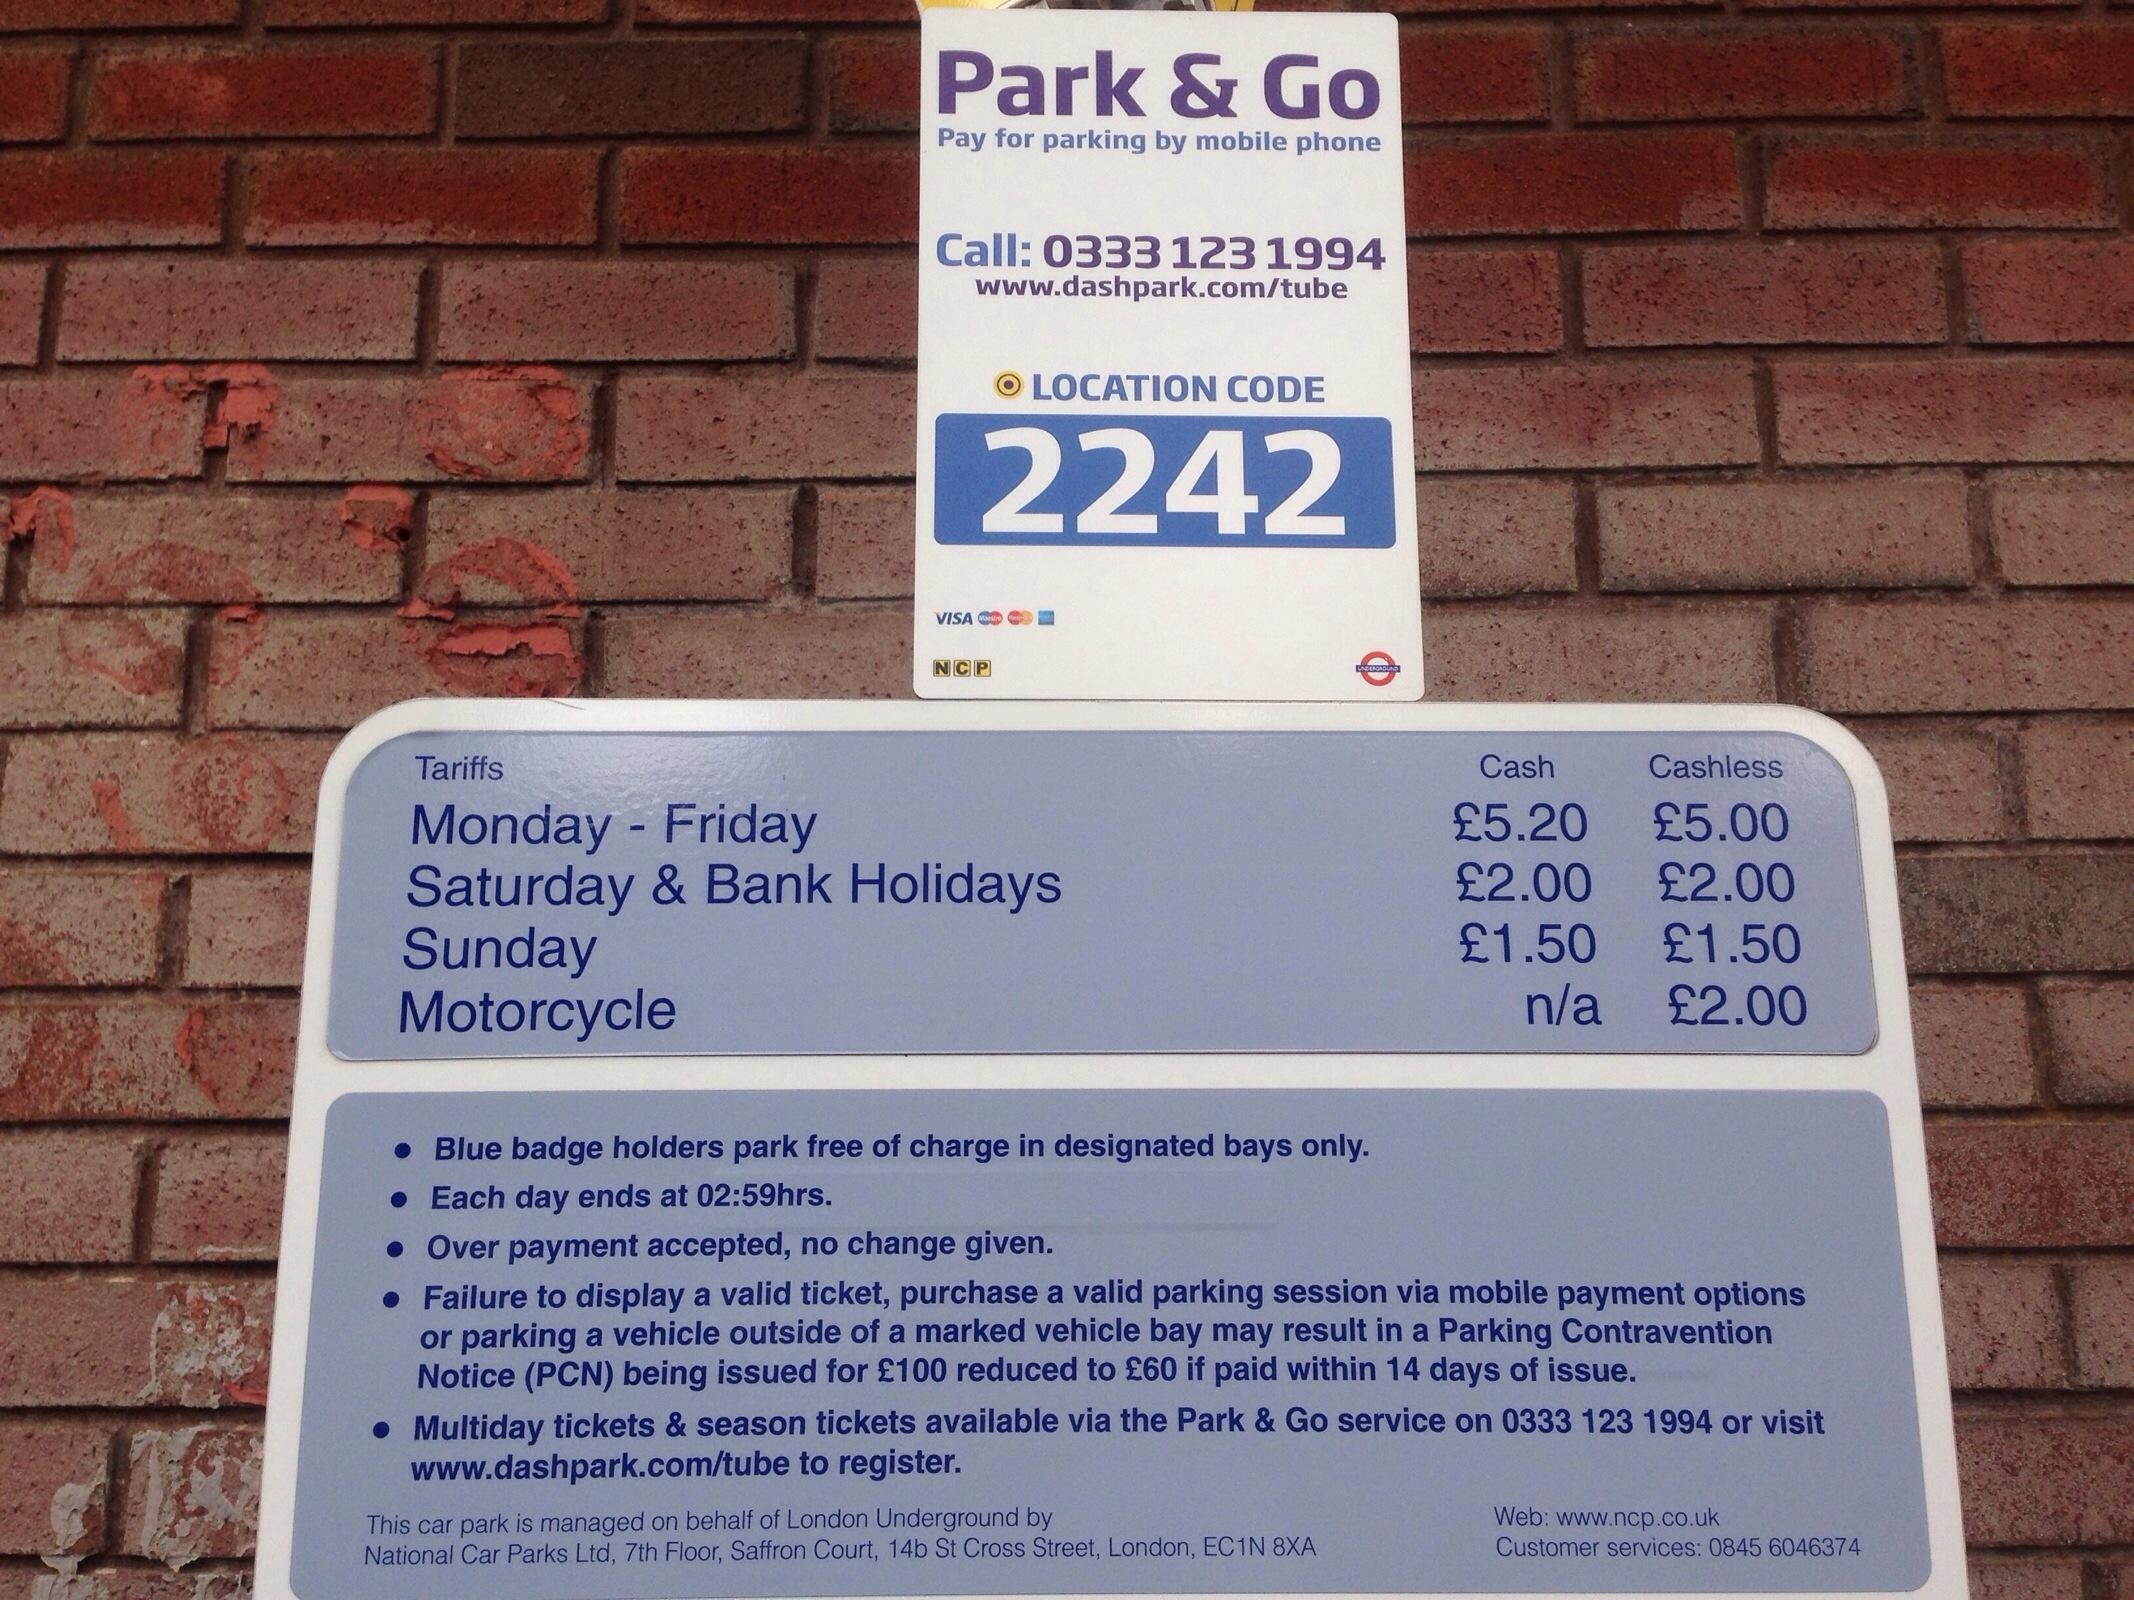 Park & Go
Pay for parking by mobile phone
Call: 0333 123 1994
www.dashpark.com/tube
LOCATION CODE
2242
VISA Maestro
NCP UNDERGROUND
Tariffs Cash Cashless
Monday - Friday £5.20 £5.00
Saturday & Bank Holidays £2.00 £2.00
Sunday £1.50 £1.50
Motorcycle n/a £2.00
• Blue badge holders park free of charge in designated bays only.
• Each day ends at 02:59hrs.
• Over payment accepted, no change given.
• Failure to display a valid ticket, purchase a valid parking session via mobile payment options
or parking a vehicle outside of a marked vehicle bay may result in a Parking Contravention
Notice (PCN) being issued for £100 reduced to £60 if paid within 14 days of issue.
• Multiday tickets & season tickets available via the Park & Go service on 0333 123 1994 or visit
www.dashpark.com/tube to register.
This car park is managed on behalf of London Underground by
National Car Parks Ltd, 7th Floor, Saffron Court, 14b St Cross Street, London, EC1N 8XA
Web: www.ncp.co.uk
Customer services: 0845 6046374